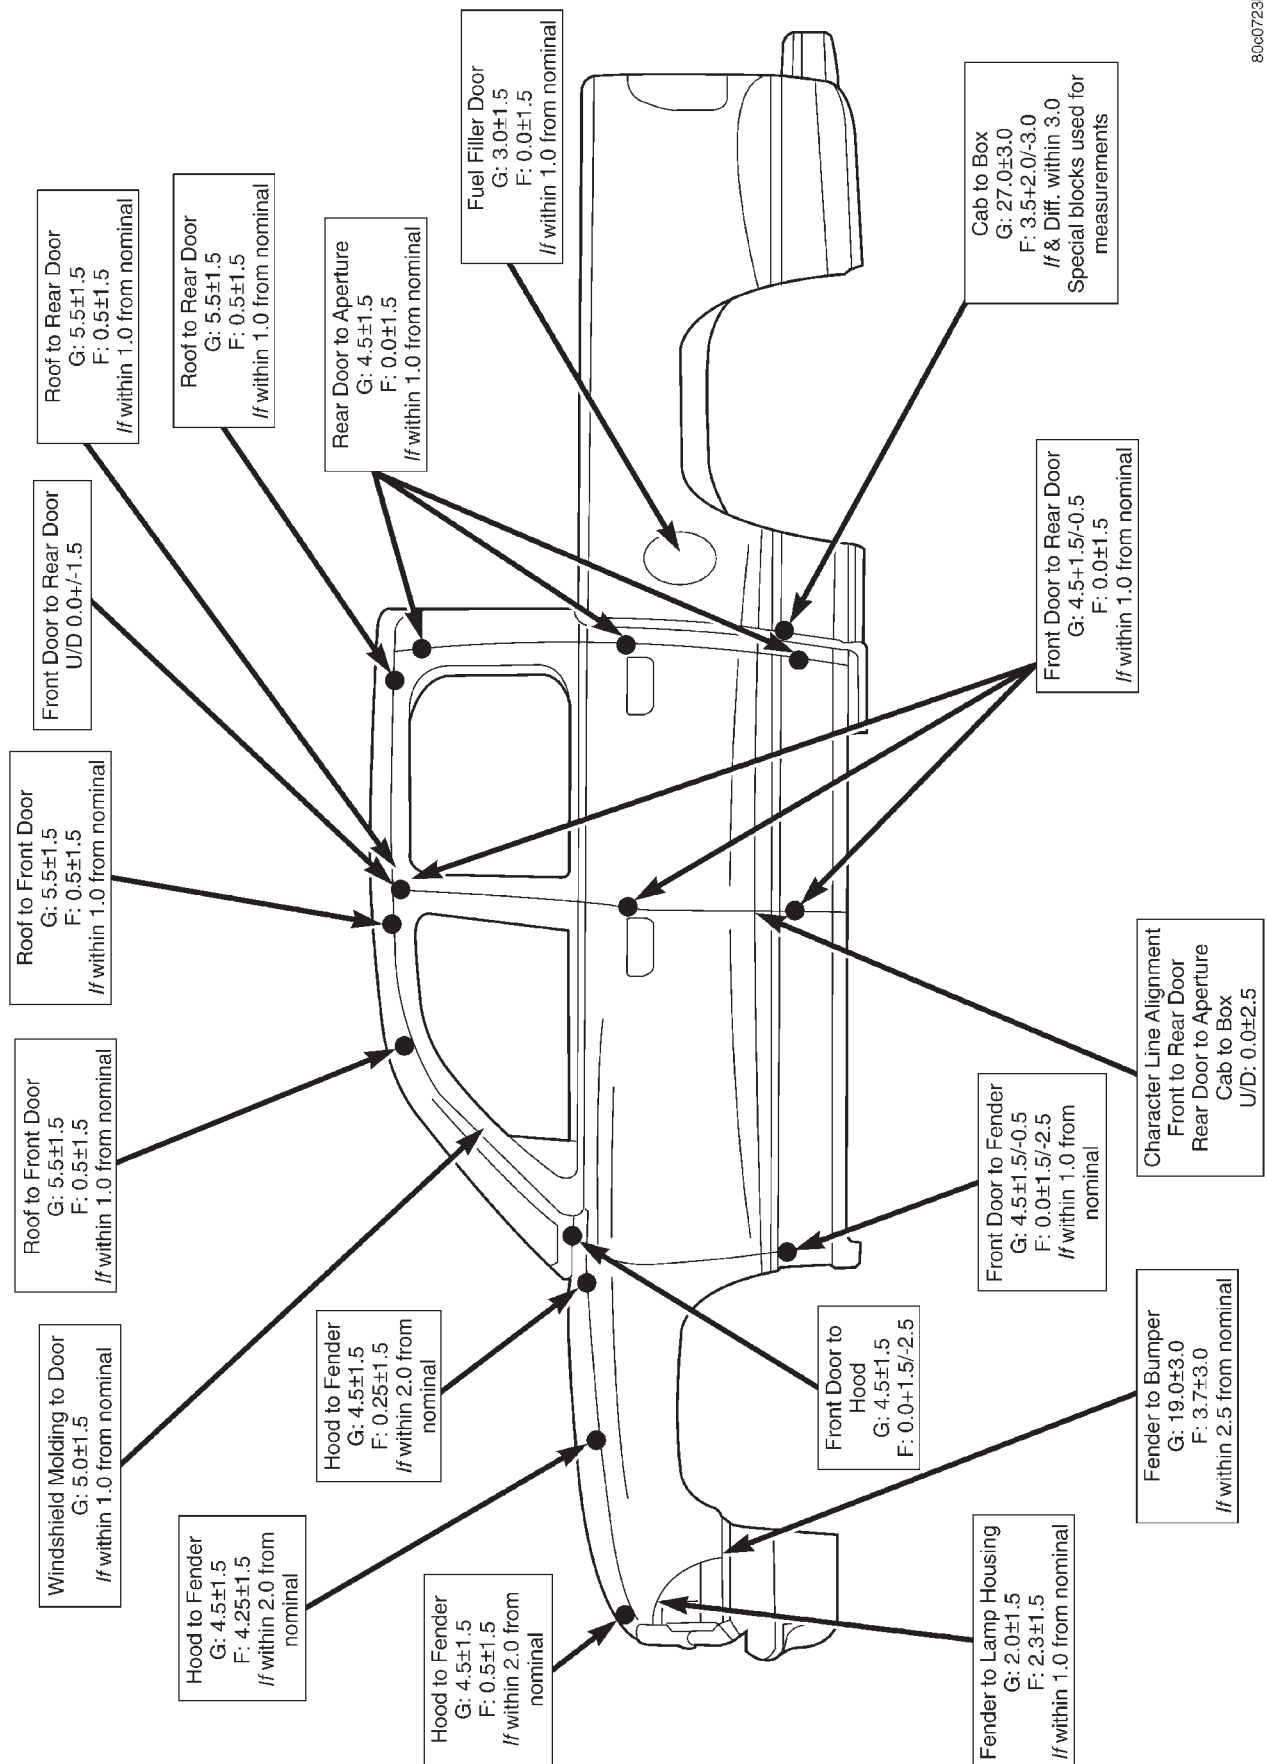 Windshield Molding to Door
G: 5.0±1.5
If within 1.0 from nominal
Roof to Front Door
G: 5.5±1.5
F: 0.5±1.5
If within 1.0 from nominal
Roof to Front Door
G: 5.5±1.5
F: 0.5±1.5
If within 1.0 from nominal
Front Door to Rear Door
U/D 0.0+/-1.5
Roof to Rear Door
G: 5.5±1.5
F: 0.5±1.5
If within 1.0 from nominal
Hood to Fender
G: 4.5±1.5
F: 4.25±1.5
If within 2.0 from
nominal
Roof to Rear Door
G: 5.5±1.5
F: 0.5±1.5
If within 1.0 from nominal
Hood to Fender
G: 4.5±1.5
F: 0.25±1.5
If within 2.0 from
nominal
Rear Door to Aperture
G: 4.5±1.5
F: 0.0±1.5
If within 1.0 from nominal
Hood to Fender
G: 4.5±1.5
F: 0.5±1.5
If within 2.0 from
nominal
Fuel Filler Door
G: 3.0±1.5
F: 0.0±1.5
If within 1.0 from nominal
Front Door to
Hood
G: 4.5±1.5
F: 0.0+1.5/-2.5
Fender to Lamp Housing
G: 2.0±1.5
F: 2.3±1.5
If within 1.0 from nominal
Front Door to Fender
G: 4.5±1.5/-0.5
F: 0.0±1.5/-2.5
If within 1.0 from
nominal
Front Door to Rear Door
G: 4.5+1.5/-0.5
F: 0.0±1.5
If within 1.0 from nominal
Cab to Box
G: 27.0±3.0
F: 3.5+2.0/-3.0
If & Diff. within 3.0
Special blocks used for
measurements
Fender to Bumper
G: 19.0±3.0
F: 3.7±3.0
If within 2.5 from nominal
Character Line Alignment
Front to Rear Door
Rear Door to Aperture
Cab to Box
U/D: 0.0±2.5
80c0723